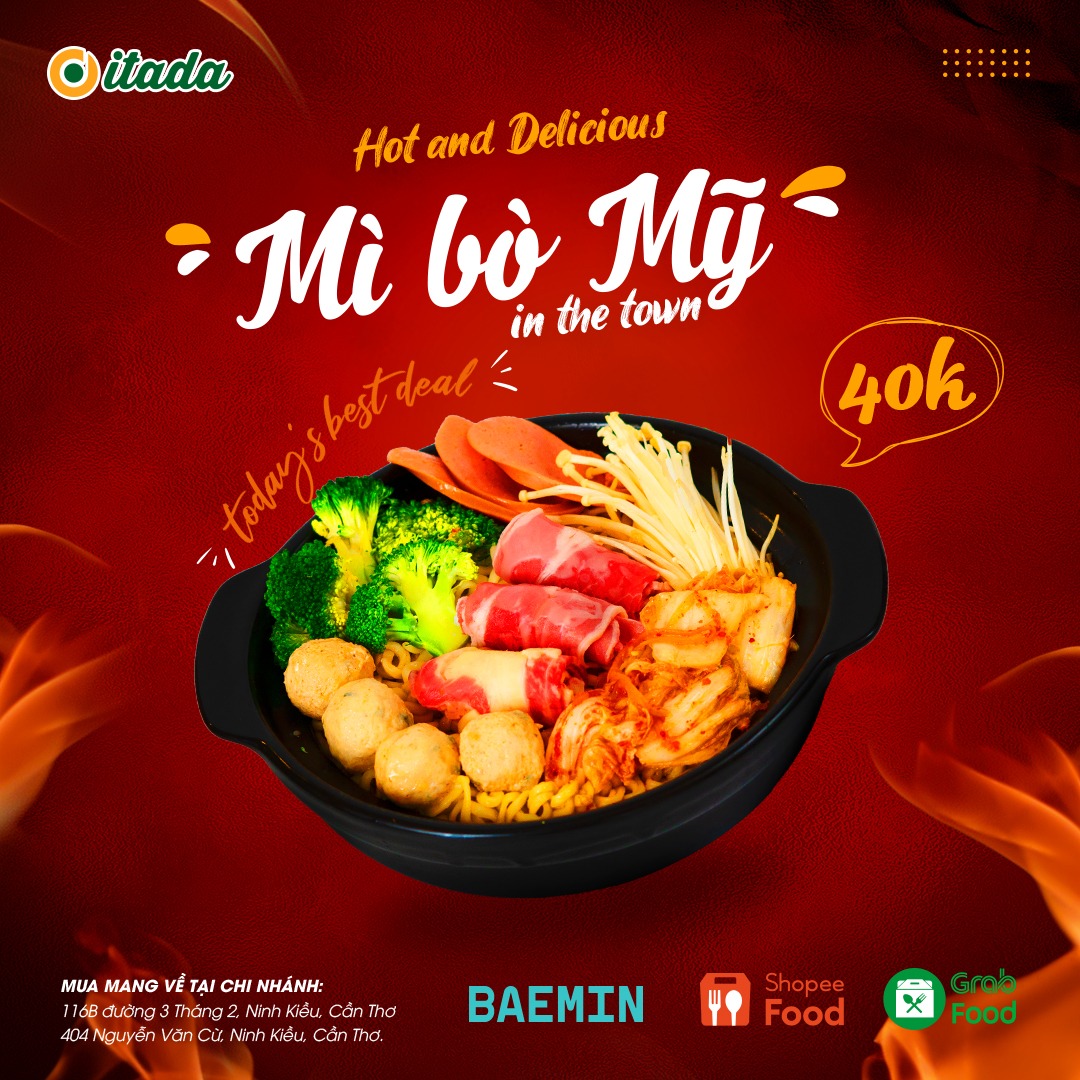 itada
Hot and Delicious
Mì bò Mỹ
in the town
today's best deal
40k
MUA MANG VỀ TẠI CHI NHÁNH:
116B đường 3 Tháng 2, Ninh Kiều, Cần Thơ
404 Nguyễn Văn Cừ, Ninh Kiều, Cần Thơ.
BAEMIN
Shopee
Food
Grab
Food